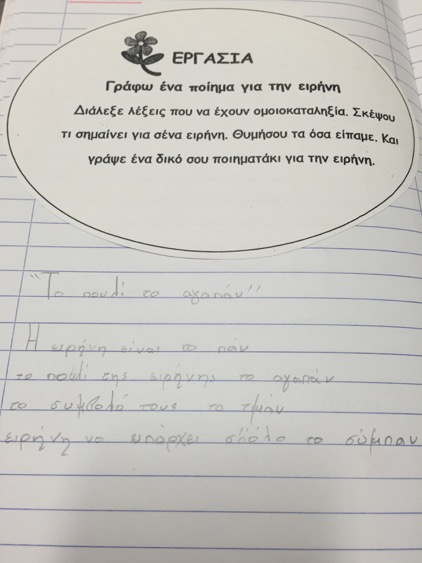 ΕΡΓΑΣΙΑ
Γράφω ένα ποίημα για την ειρήνη
Διάλεξε λέξεις που να έχουν ομοιοκαταληξία. Σκέψου
τι σημαίνει για σένα ειρήνη. Θυμήσου τα όσα είπαμε. Και
γράψε ένα δικό σου ποιηματάκι για την ειρήνη.
"Το πουλί το αγαπάν"
Η ειρήνη είναι το πάν
το πουλί της ειρήνης το αγαπάν
το συμβολό τους το τιμάν
ειρήνη να υπάρχει σ'όλο το σύμπαν